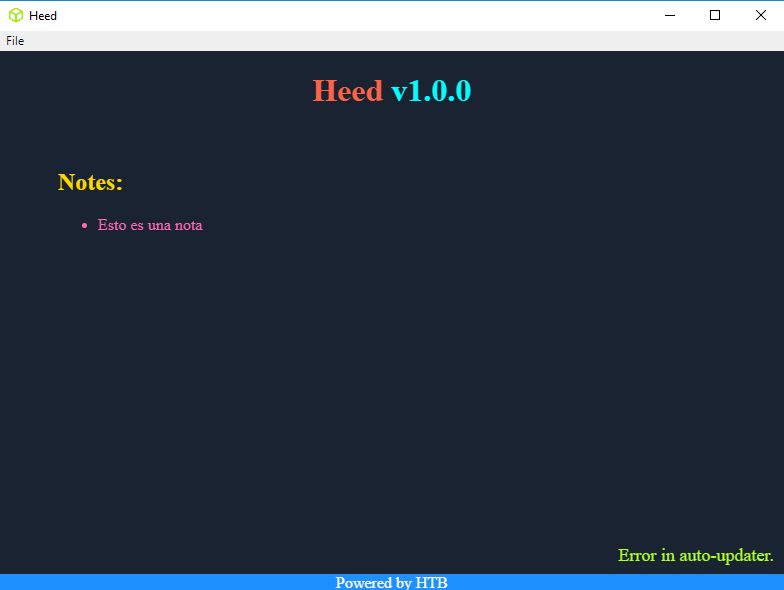 Heed
File
Heed v1.0.0
Notes:
• Esto es una nota
Error in auto-updater.
Powered by HTB